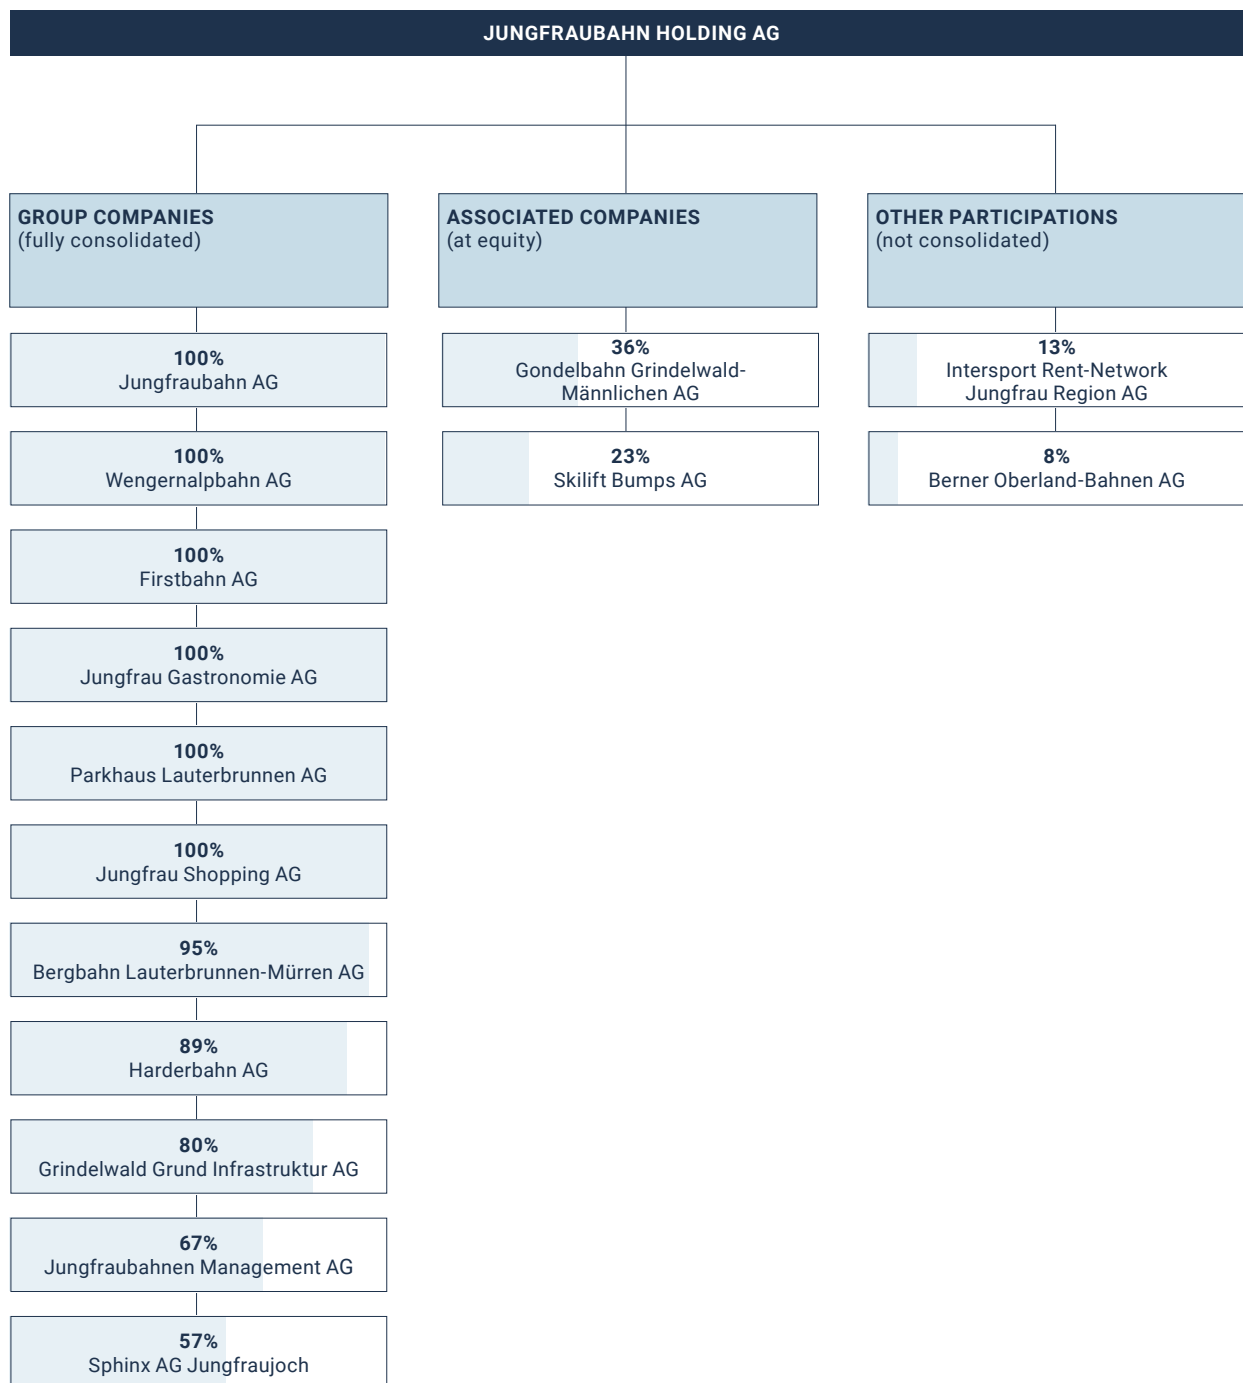 JUNGFRAUBAHN HOLDING AG
GROUP COMPANIES
(fully consolidated)
100%
Jungfraubahn AG
100%
Wengernalpbahn AG
100%
Firstbahn AG
100%
Jungfrau Gastronomie AG
100%
Parkhaus Lauterbrunnen AG
100%
Jungfrau Shopping AG
95%
Bergbahn Lauterbrunnen-Mürren AG
89%
Harderbahn AG
80%
Grindelwald Grund Infrastruktur AG
67%
Jungfraubahnen Management AG
57%
Sphinx AG Jungfraujoch
ASSOCIATED COMPANIES
(at equity)
36%
Gondelbahn Grindelwald-
Männlichen AG
23%
Skilift Bumps AG
OTHER PARTICIPATIONS
(not consolidated)
13%
Intersport Rent-Network
Jungfrau Region AG
8%
Berner Oberland-Bahnen AG